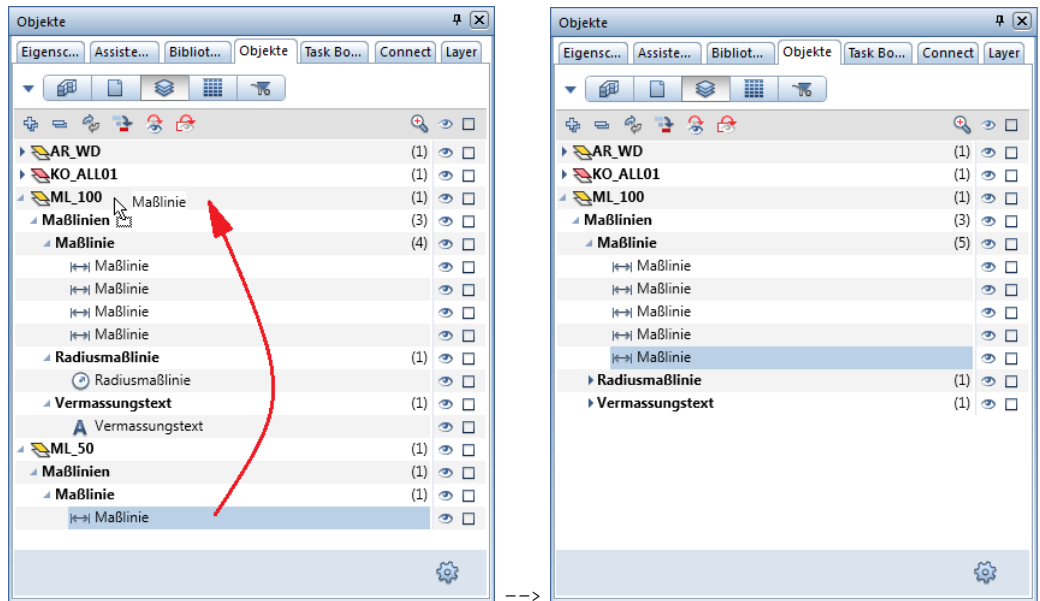 Objekte
Eigensc... Assiste... Bibliot... Objekte Task Bo... Connect Layer
AR_WD (1)
KO_ALL01 (1)
ML_100 Maßlinie (1)
Maßlinien (3)
Maßlinie (4)
Maßlinie
Maßlinie
Maßlinie
Maßlinie
Radiusmaßlinie (1)
Radiusmaßlinie
Vermassungstext (1)
A Vermassungstext
ML_50 (1)
Maßlinien (1)
Maßlinie (1)
Maßlinie
-->
Objekte
Eigensc... Assiste... Bibliot... Objekte Task Bo... Connect Layer
AR_WD (1)
KO_ALL01 (1)
ML_100 (1)
Maßlinien (3)
Maßlinie (5)
Maßlinie
Maßlinie
Maßlinie
Maßlinie
Maßlinie
Radiusmaßlinie (1)
Vermassungstext (1)